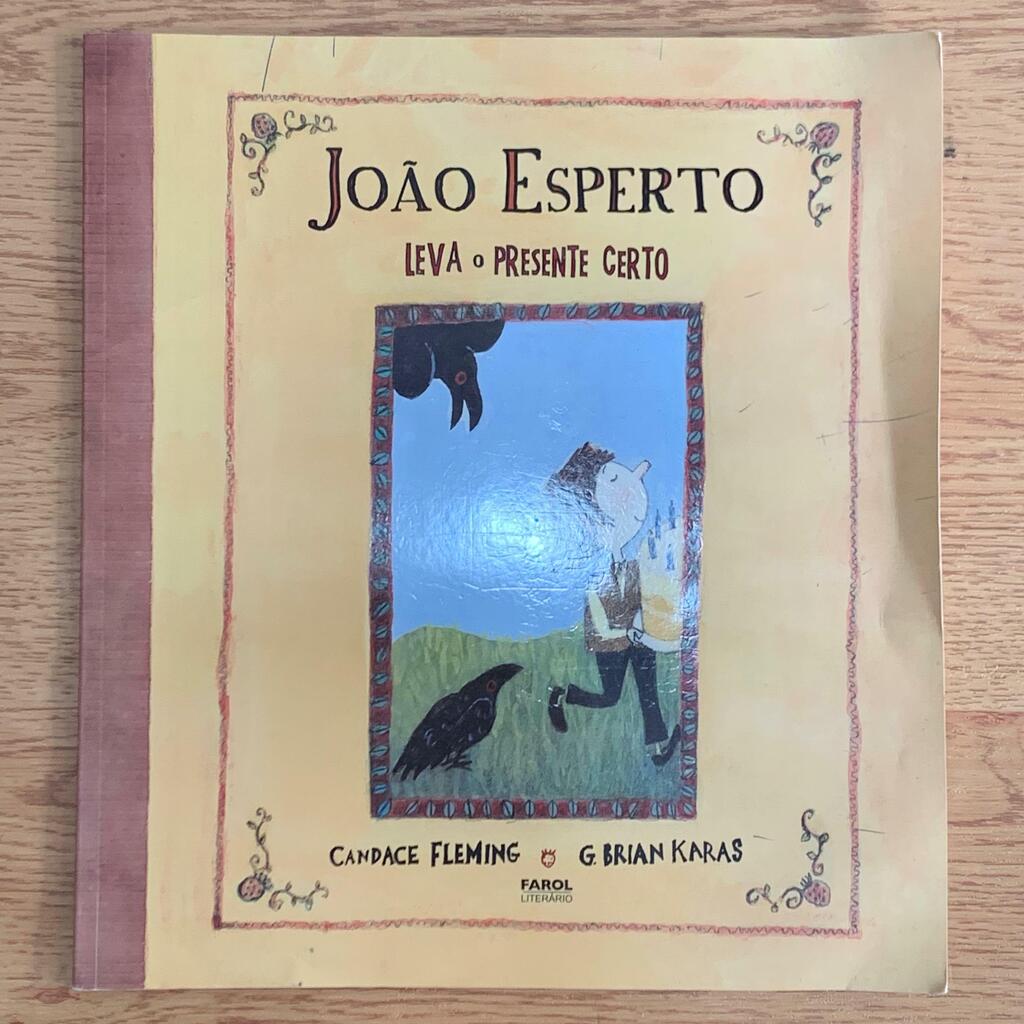 JOÃO ESPERTO
LEVA O PRESENTE CERTO
CANDACE FLEMING G. BRIAN KARAS
FAROL
LITERÁRIO